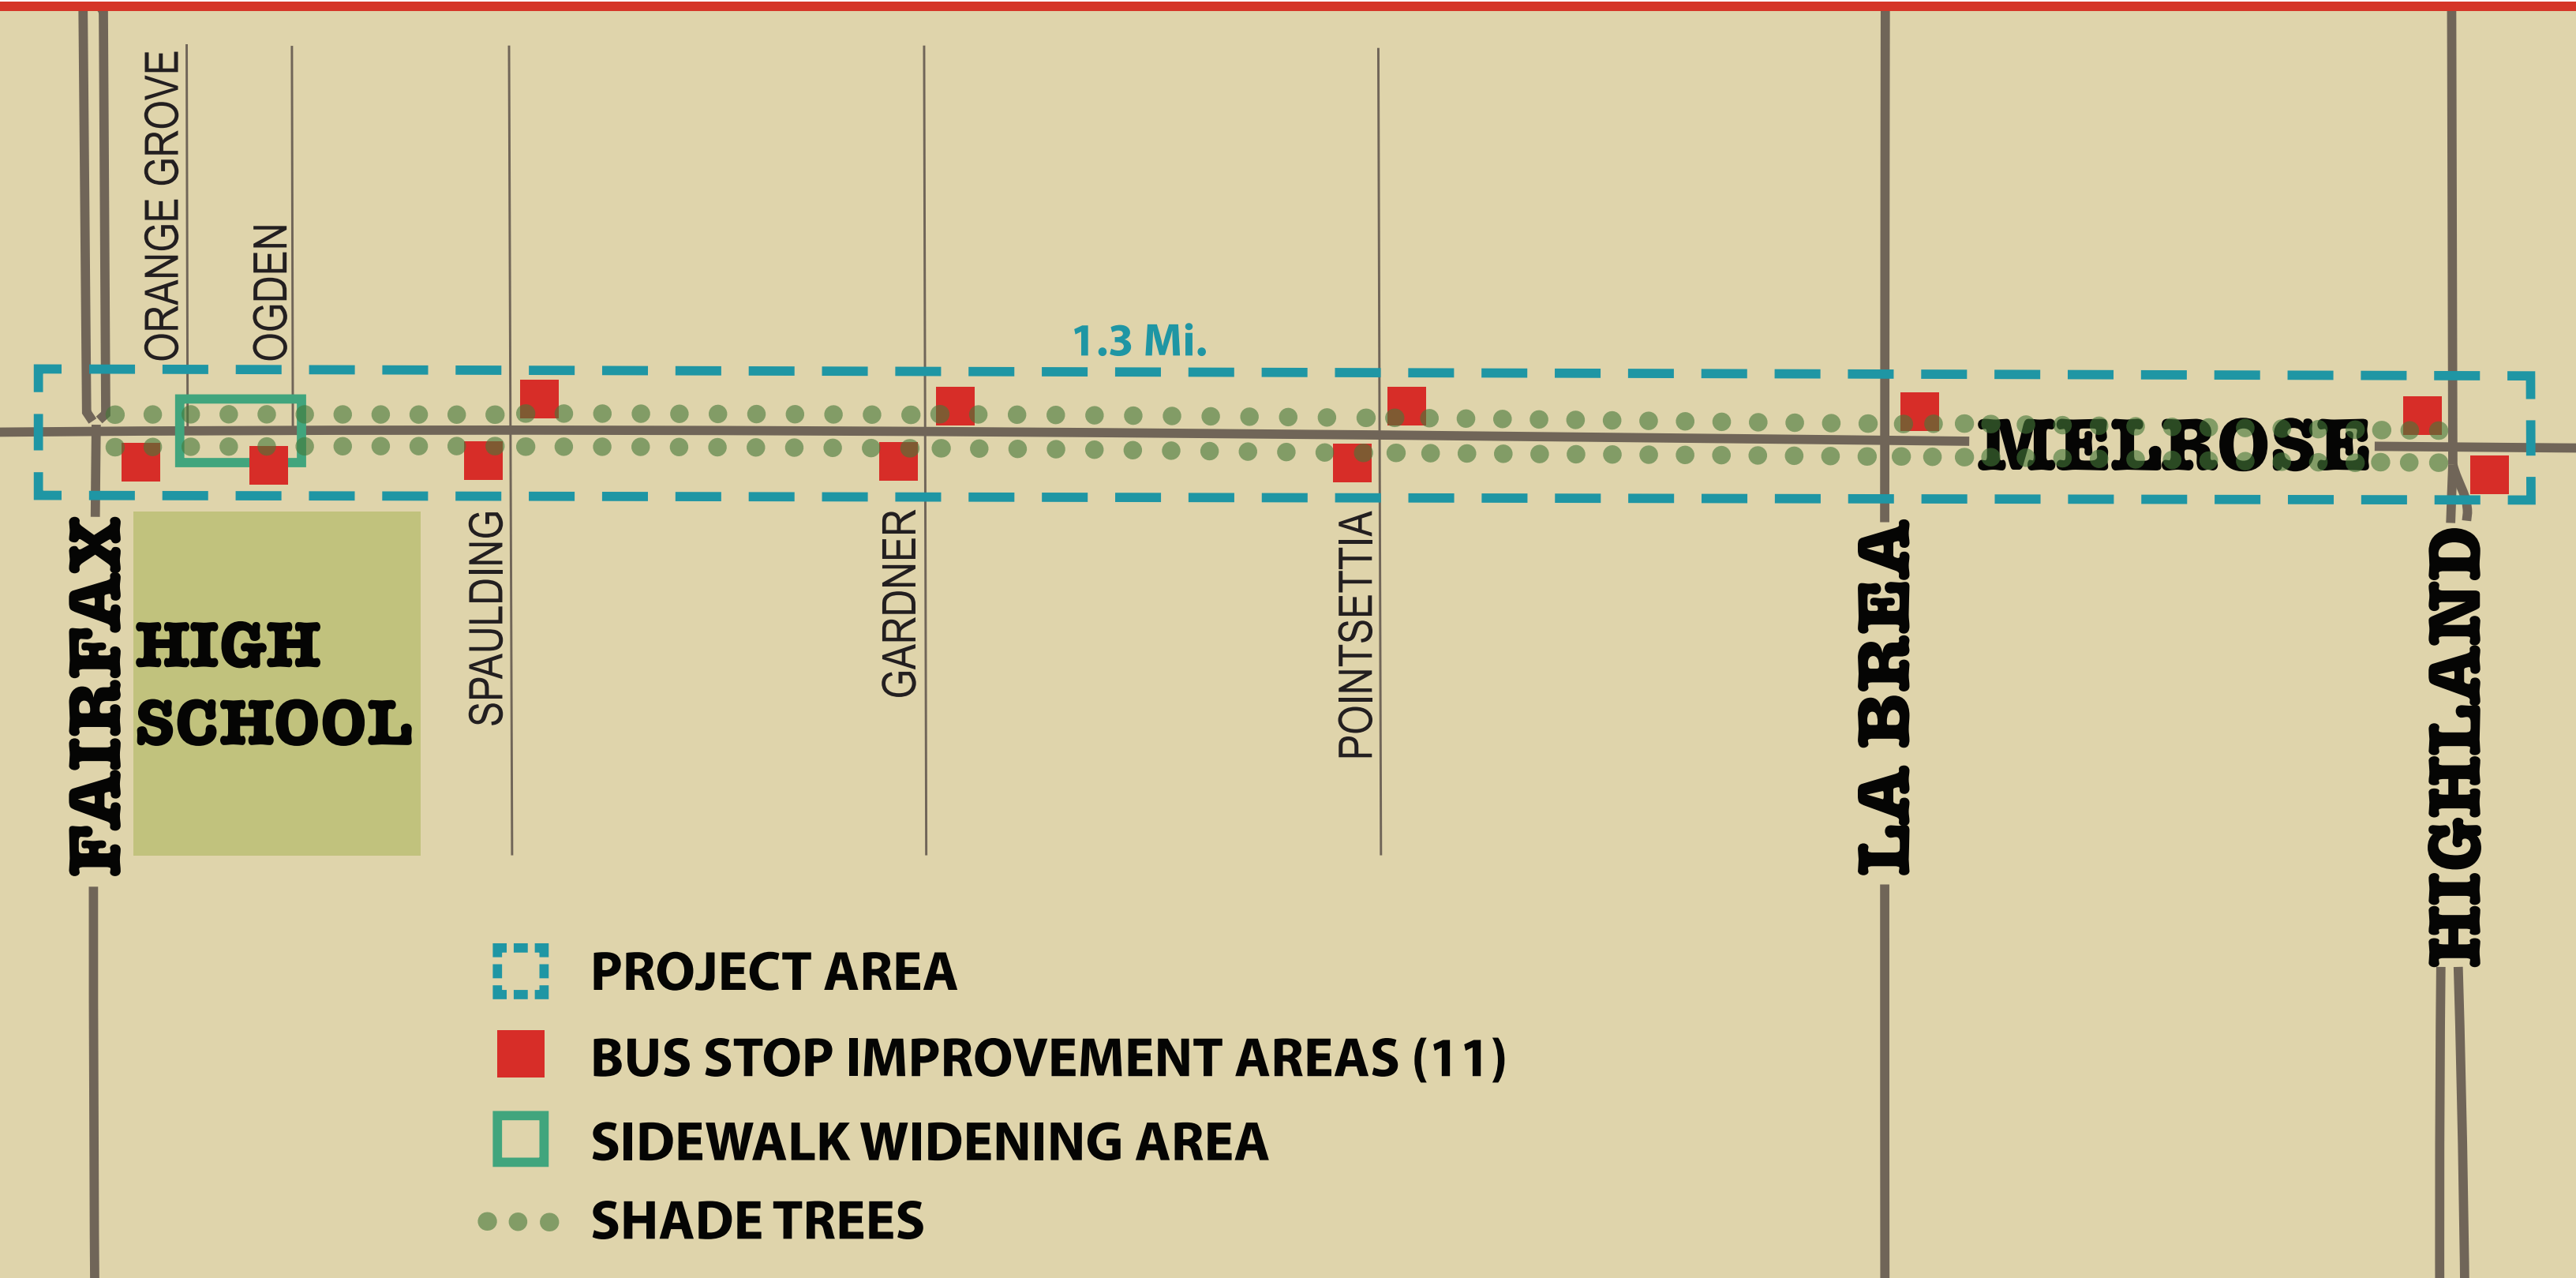 ORANGE GROVE
OGDEN
1.3 Mi.
MELROSE
FAIRFAX
HIGH
SCHOOL
SPAULDING
GARDNER
POINTSETTIA
LA BREA
HIGHLAND
PROJECT AREA
BUS STOP IMPROVEMENT AREAS (11)
SIDEWALK WIDENING AREA
SHADE TREES